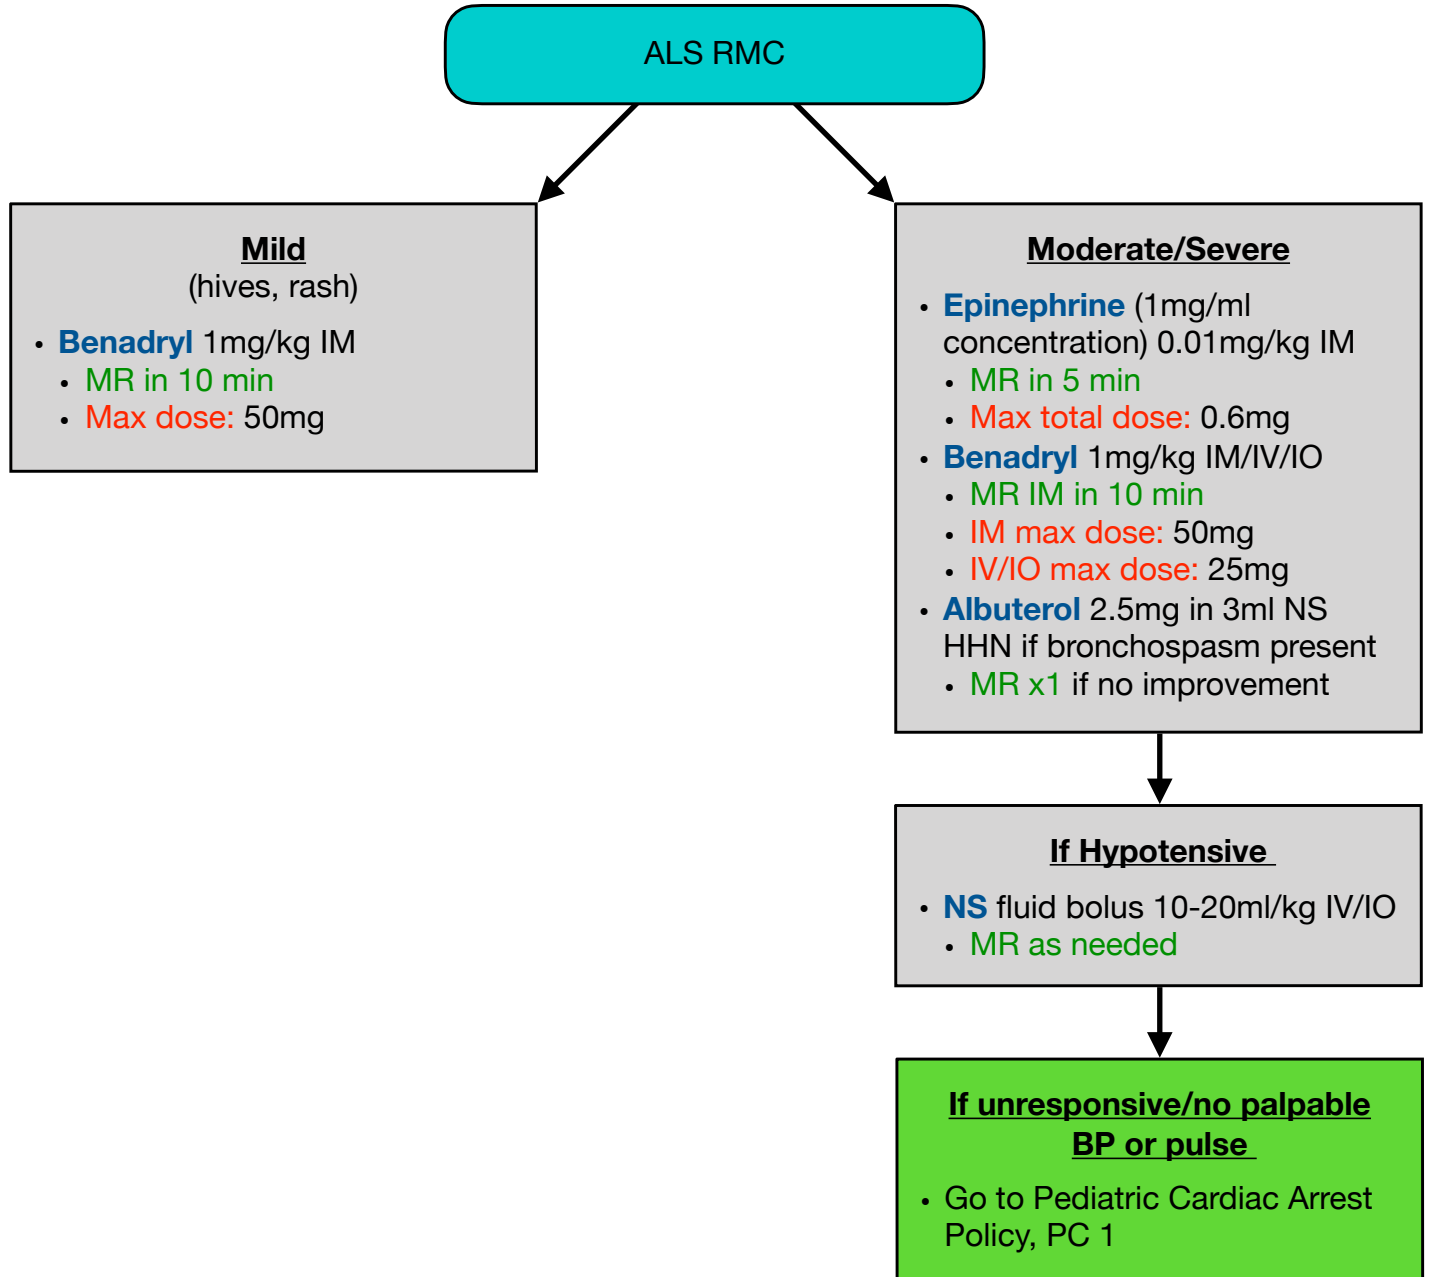 ALS RMC
Mild
(hives, rash)
• Benadryl 1mg/kg IM
• MR in 10 min
• Max dose: 50mg
Moderate/Severe
• Epinephrine (1mg/ml
concentration) 0.01mg/kg IM
• MR in 5 min
• Max total dose: 0.6mg
• Benadryl 1mg/kg IM/IV/IO
• MR IM in 10 min
• IM max dose: 50mg
• IV/IO max dose: 25mg
• Albuterol 2.5mg in 3ml NS
HHN if bronchospasm present
• MR x1 if no improvement
If Hypotensive
• NS fluid bolus 10-20ml/kg IV/IO
• MR as needed
If unresponsive/no palpable
BP or pulse
• Go to Pediatric Cardiac Arrest
Policy, PC 1